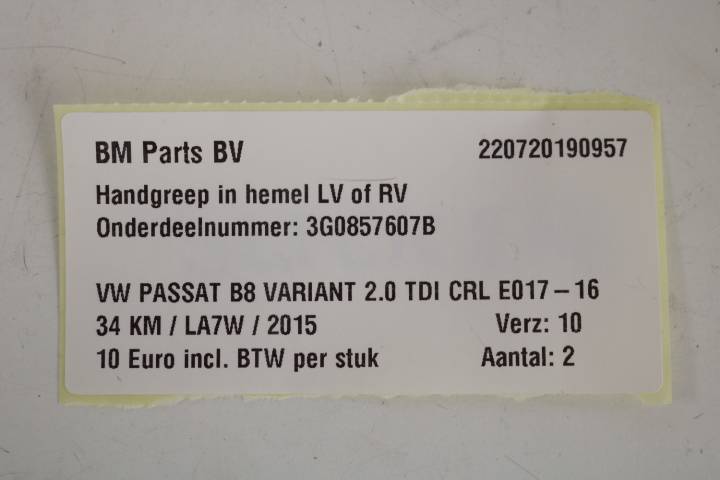 BM Parts BV 220720190957
Handgreep in hemel LV of RV
Onderdeelnummer: 3G0857607B
VW PASSAT B8 VARIANT 2.0 TDI CRL E017-16
34 KM / LA7W / 2015 Verz: 10
10 Euro incl. BTW per stuk Aantal: 2